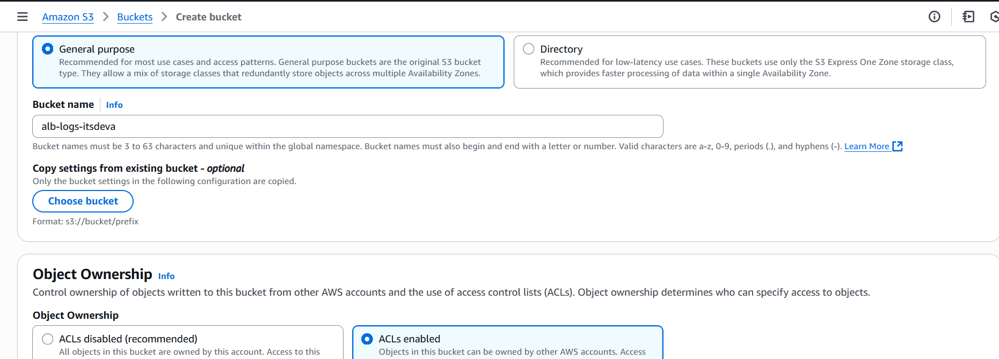 Amazon S3 > Buckets > Create bucket
General purpose
Recommended for most use cases and access patterns. General purpose buckets are the original S3 bucket
type. They allow a mix of storage classes that redundantly store objects across multiple Availability Zones.
Directory
Recommended for low-latency use cases. These buckets use only the S3 Express One Zone storage class,
which provides faster processing of data within a single Availability Zone.
Bucket name Info
alb-logs-itsdeva
Bucket names must be 3 to 63 characters and unique within the global namespace. Bucket names must also begin and end with a letter or number. Valid characters are a-z, 0-9, periods (.), and hyphens (-). Learn More
Copy settings from existing bucket - optional
Only the bucket settings in the following configuration are copied.
Choose bucket
Format: s3://bucket/prefix
Object Ownership Info
Control ownership of objects written to this bucket from other AWS accounts and the use of access control lists (ACLs). Object ownership determines who can specify access to objects.
Object Ownership
ACLs disabled (recommended)
All objects in this bucket are owned by this account. Access to this
ACLs enabled
Objects in this bucket can be owned by other AWS accounts. Access